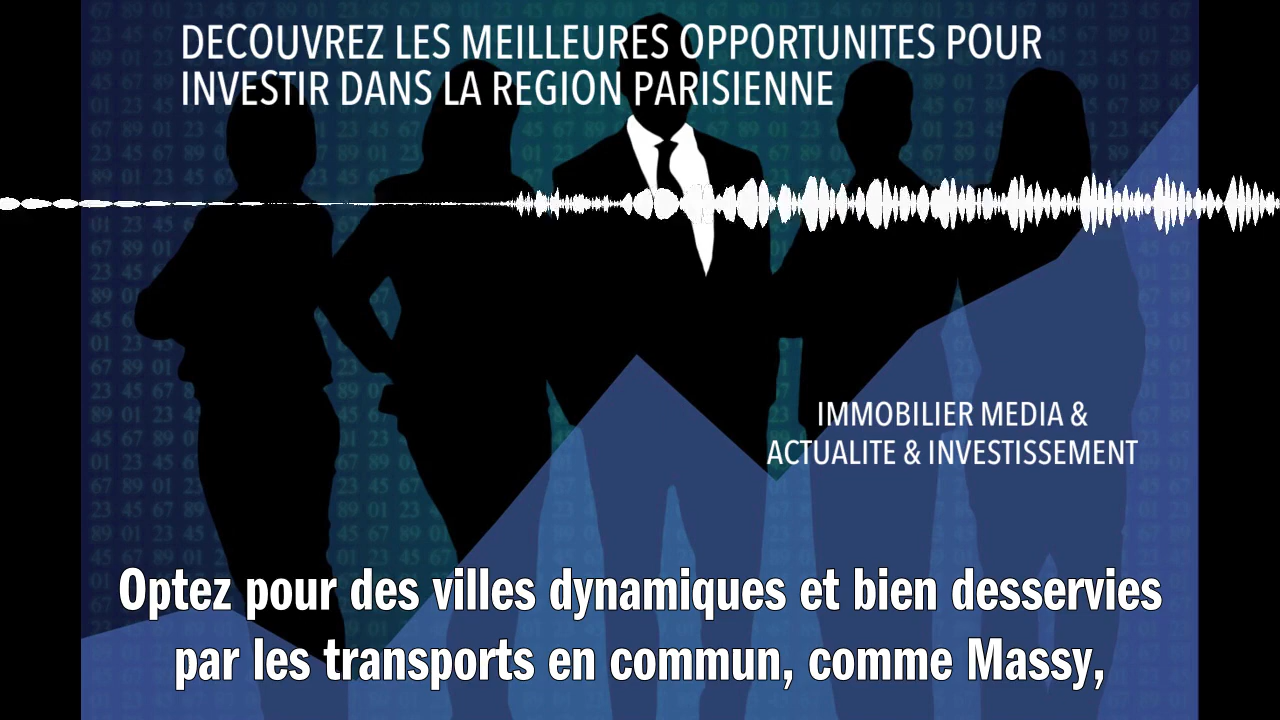 DECOUVREZ LES MEILLEURES OPPORTUNITES POUR
INVESTIR DANS LA REGION PARISIENNE
IMMOBILIER MEDIA &
ACTUALITE & INVESTISSEMENT
Optez pour des villes dynamiques et bien desservies
par les transports en commun, comme Massy,